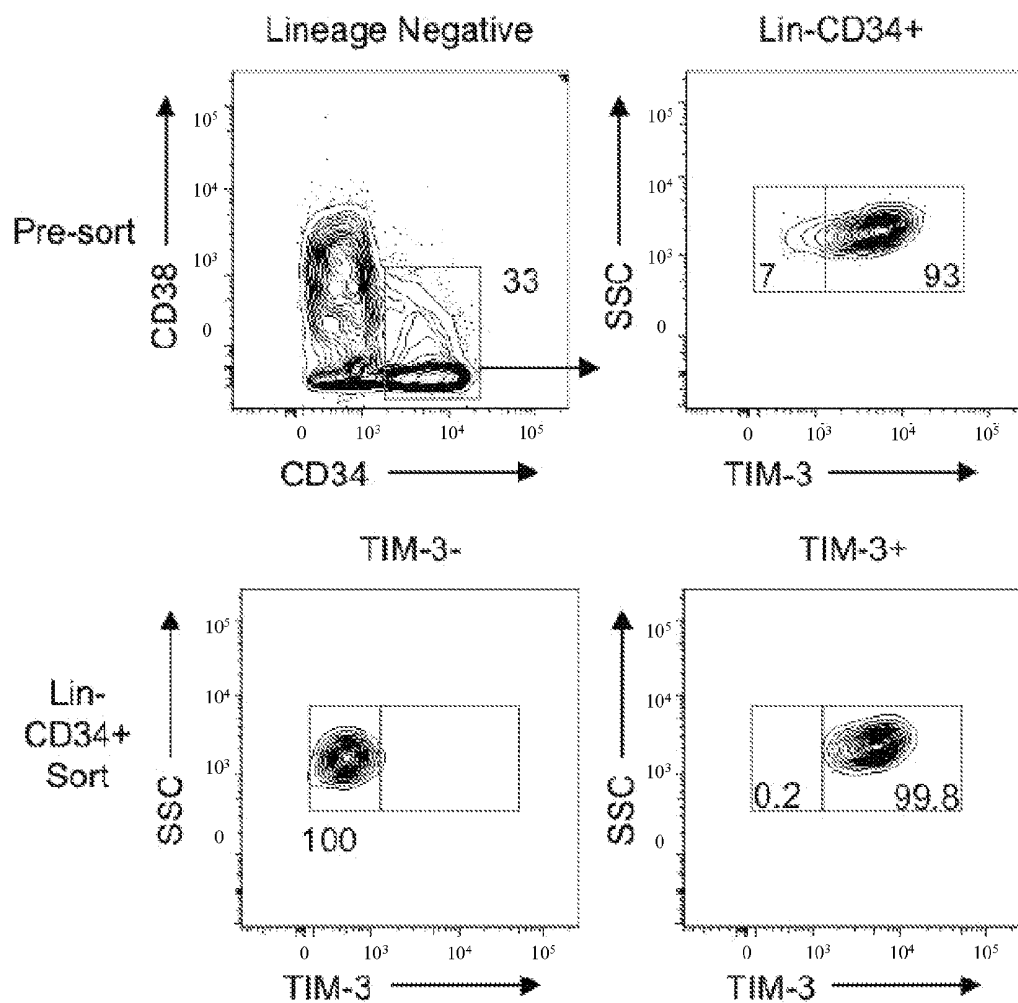 Lineage Negative
Lin-CD34+
Pre-sort
CD38
10⁵
10⁴
10³
0
33
0
10³
10⁴
10⁵
CD34
SSC
10⁵
10⁴
10³
0
7
93
0
10³
10⁴
10⁵
TIM-3
TIM-3-
TIM-3+
Lin-
CD34+
Sort
SSC
10⁵
10⁴
10³
0
100
0
10³
10⁴
10⁵
TIM-3
SSC
10⁵
10⁴
10³
0
0.2
99.8
0
10³
10⁴
10⁵
TIM-3